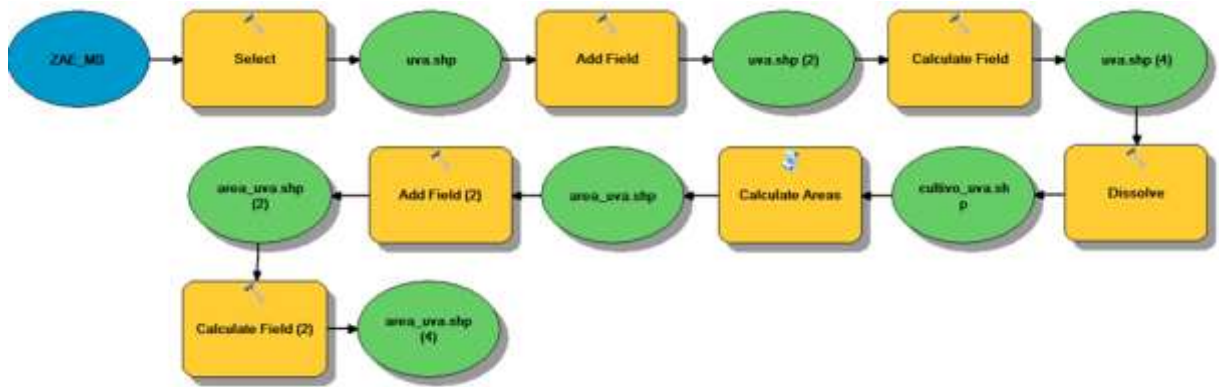 ZAE_MS
Select
uva.shp
Add Field
uva.shp (2)
Calculate Field
uva.shp (4)
Dissolve
cultivo_uva.sh
p
Calculate Areas
area_uva.shp
Add Field (2)
area_uva.shp
(2)
Calculate Field (2)
area_uva.shp
(4)